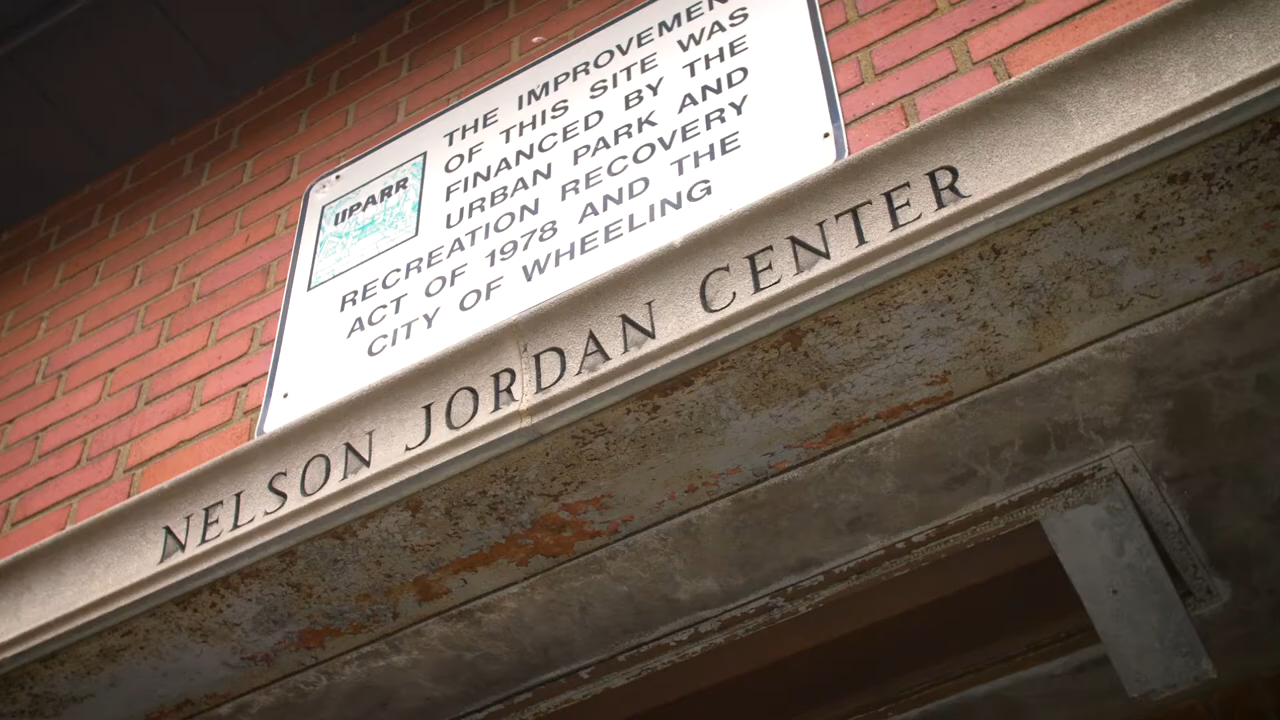 THE IMPROVEMEN
OF THIS SITE WAS
FINANCED BY THE
URBAN PARK AND
RECREATION RECOVERY
ACT OF 1978 AND THE
CITY OF WHEELING
UPARR
NELSON JORDAN CENTER